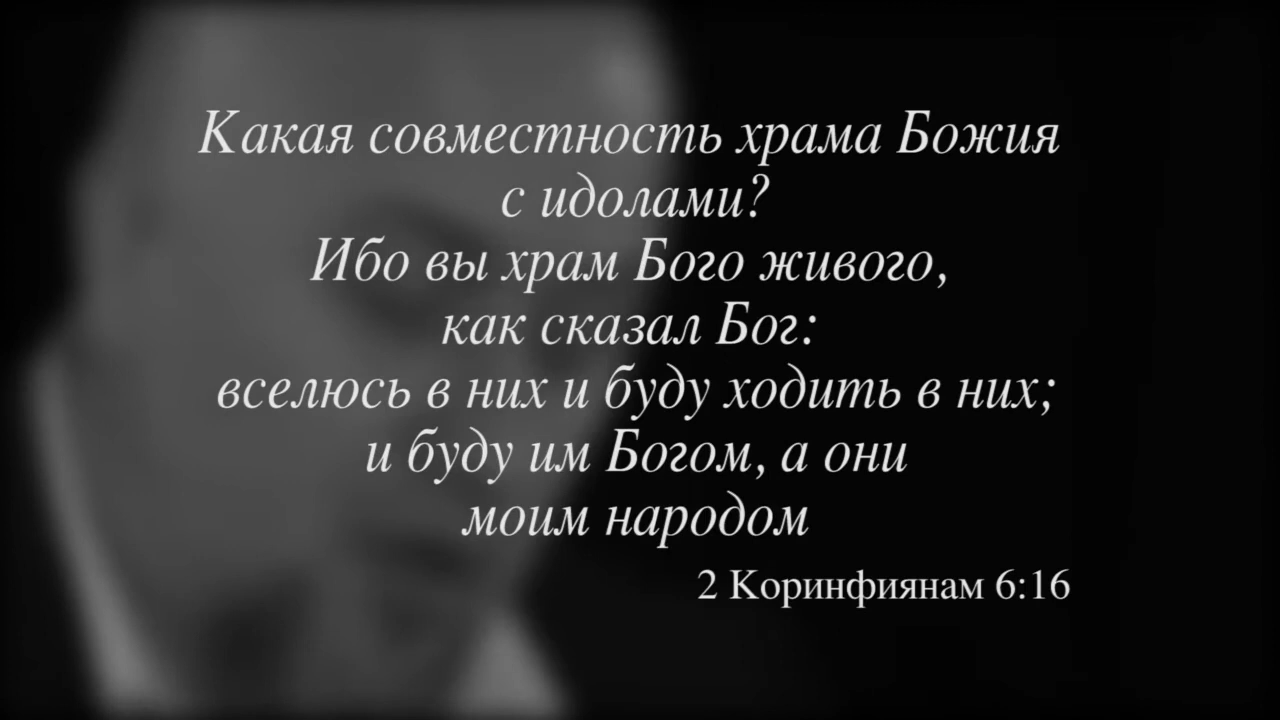 Какая совместность храма Божия
с идолами?
Ибо вы храм Бого живого,
как сказал Бог:
вселюсь в них и буду ходить в них;
и буду им Богом, а они
моим народом
2 Коринфиянам 6:16